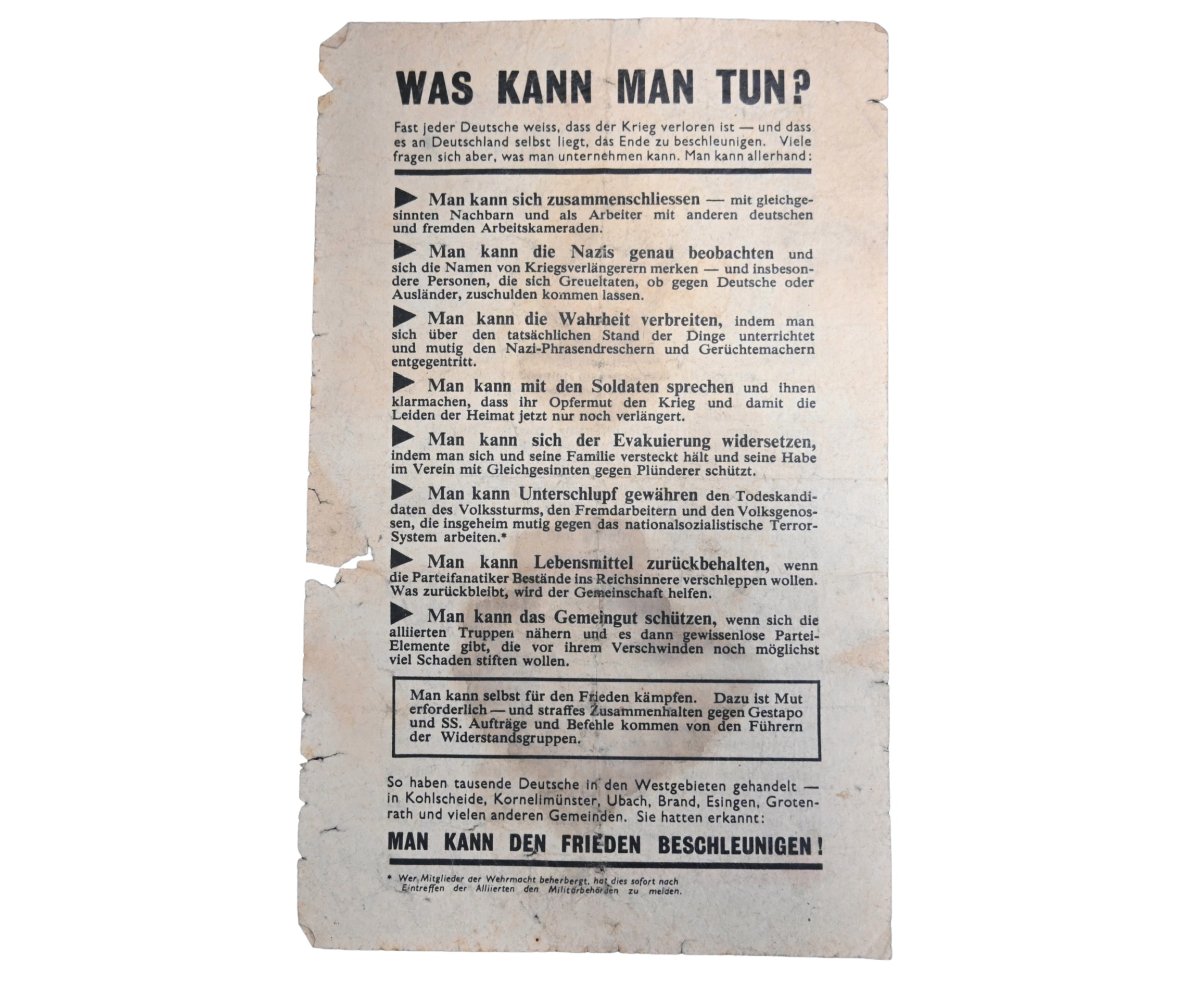 WAS KANN MAN TUN?
Fast jeder Deutsche weiss, dass der Krieg verloren ist — und dass
es an Deutschland selbst liegt, das Ende zu beschleunigen. Viele
fragen sich aber, was man unternehmen kann. Man kann allerhand:
▶ Man kann sich zusammenschliessen — mit gleichge-
sinnten Nachbarn und als Arbeiter mit anderen deutschen
und fremden Arbeitskameraden.
▶ Man kann die Nazis genau beobachten und
sich die Namen von Kriegsverlängerern merken — und insbeson-
dere Personen, die sich Greueltaten, ob gegen Deutsche oder
Ausländer, zuschulden kommen lassen.
▶ Man kann die Wahrheit verbreiten, indem man
sich über den tatsächlichen Stand der Dinge unterrichtet
und mutig den Nazi-Phrasendreschern und Gerüchtemachern
entgegentritt.
▶ Man kann mit den Soldaten sprechen und ihnen
klarmachen, dass ihr Opfermut den Krieg und damit die
Leiden der Heimat jetzt nur noch verlängert.
▶ Man kann sich der Evakuierung widersetzen,
indem man sich und seine Familie versteckt hält und seine Habe
im Verein mit Gleichgesinnten gegen Plünderer schützt.
▶ Man kann Unterschlupf gewähren den Todeskandi-
daten des Volkssturms, den Fremdarbeitern und den Volksgenos-
sen, die insgeheim mutig gegen das nationalsozialistische Terror-
System arbeiten.*
▶ Man kann Lebensmittel zurückbehalten, wenn
die Parteifanatiker Bestände ins Reichsinnere verschleppen wollen.
Was zurückbleibt, wird der Gemeinschaft helfen.
▶ Man kann das Gemeingut schützen, wenn sich die
alliierten Truppen nähern und es dann gewissenlose Partei-
Elemente gibt, die vor ihrem Verschwinden noch möglichst
viel Schaden stiften wollen.
Man kann selbst für den Frieden kämpfen. Dazu ist Mut
erforderlich — und straffes Zusammenhalten gegen Gestapo
und SS. Aufträge und Befehle kommen von den Führern
der Widerstandsgruppen.
So haben tausende Deutsche in den Westgebieten gehandelt —
in Kohlscheide, Kornelimünster, Ubach, Brand, Esingen, Groten-
rath und vielen anderen Gemeinden. Sie hatten erkannt:
MAN KANN DEN FRIEDEN BESCHLEUNIGEN!
* Wer Mitglieder der Wehrmacht beherbergt, hat dies sofort nach
Eintreffen der Alliierten den Militärbehörden zu melden.